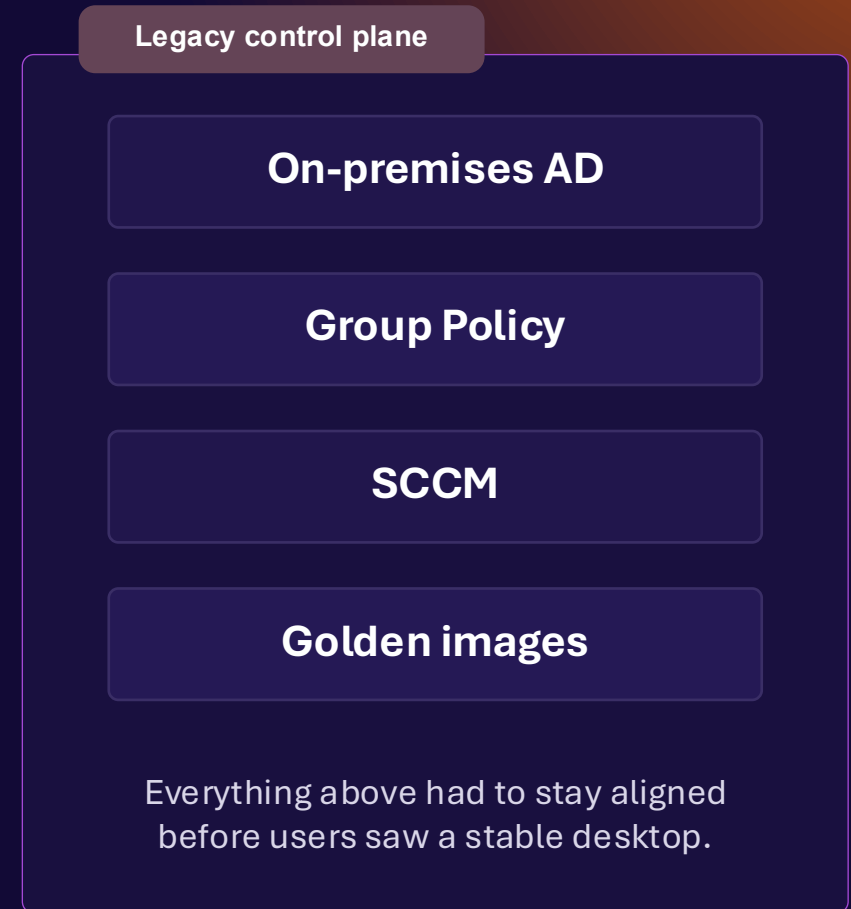 Legacy control plane
On-premises AD
Group Policy
SCCM
Golden images
Everything above had to stay aligned
before users saw a stable desktop.